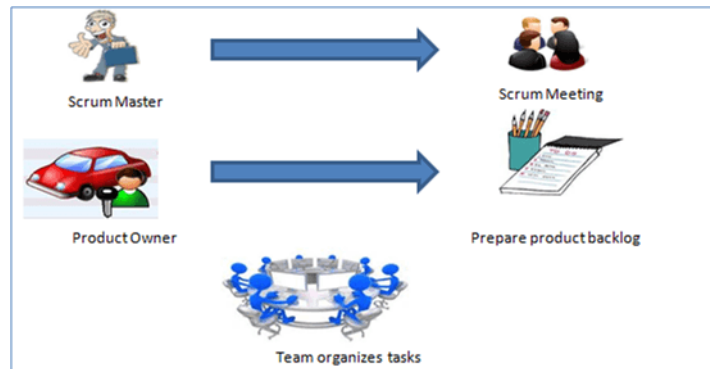 Scrum Master
Scrum Meeting
Product Owner
Prepare product backlog
Team organizes tasks